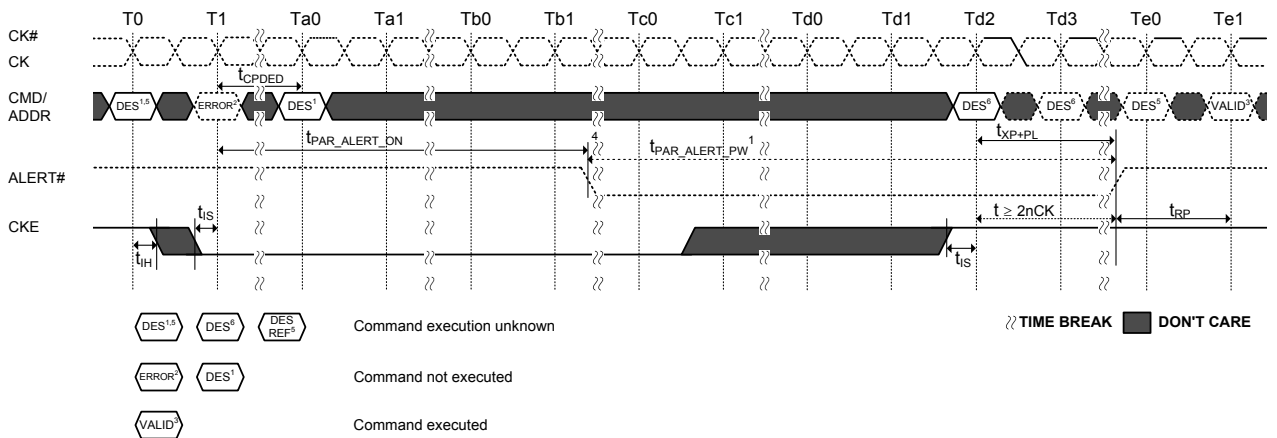 T0 T1 Ta0 Ta1 Tb0 Tb1 Tc0 Tc1 Td0 Td1 Td2 Td3 Te0 Te1
CK#
CK
tCPDED
CMD/
ADDR
DES1,5 ERROR2 DES1 DES6 DES6 DES5 VALID3
tPAR_ALERT_ON 4 tPAR_ALERT_PW1 tXP+PL
ALERT#
tIS t ≥ 2nCK tRP
CKE
tIH tIS
DES1,5 DES6 DES REF5 Command execution unknown
TIME BREAK DON'T CARE
ERROR2 DES1 Command not executed
VALID3 Command executed